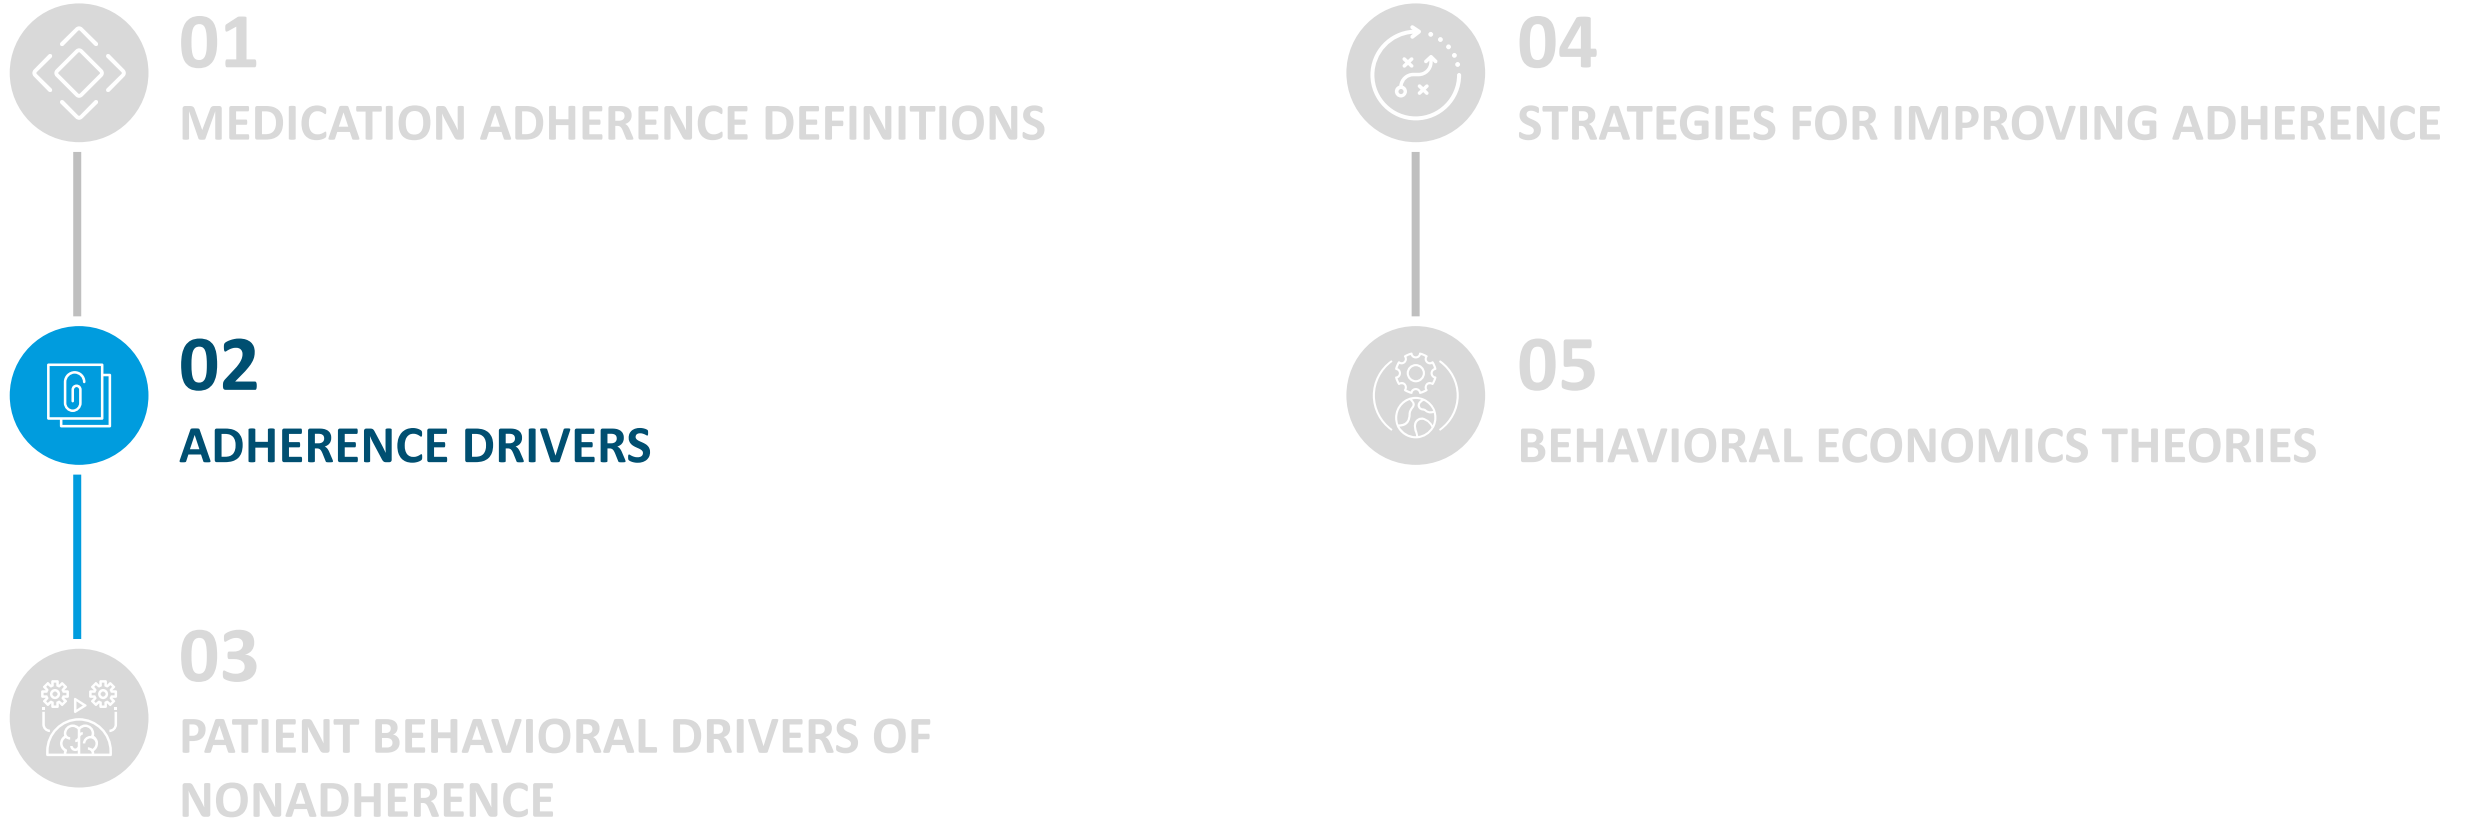 01
MEDICATION ADHERENCE DEFINITIONS
02
ADHERENCE DRIVERS
03
PATIENT BEHAVIORAL DRIVERS OF
NONADHERENCE
04
STRATEGIES FOR IMPROVING ADHERENCE
05
BEHAVIORAL ECONOMICS THEORIES